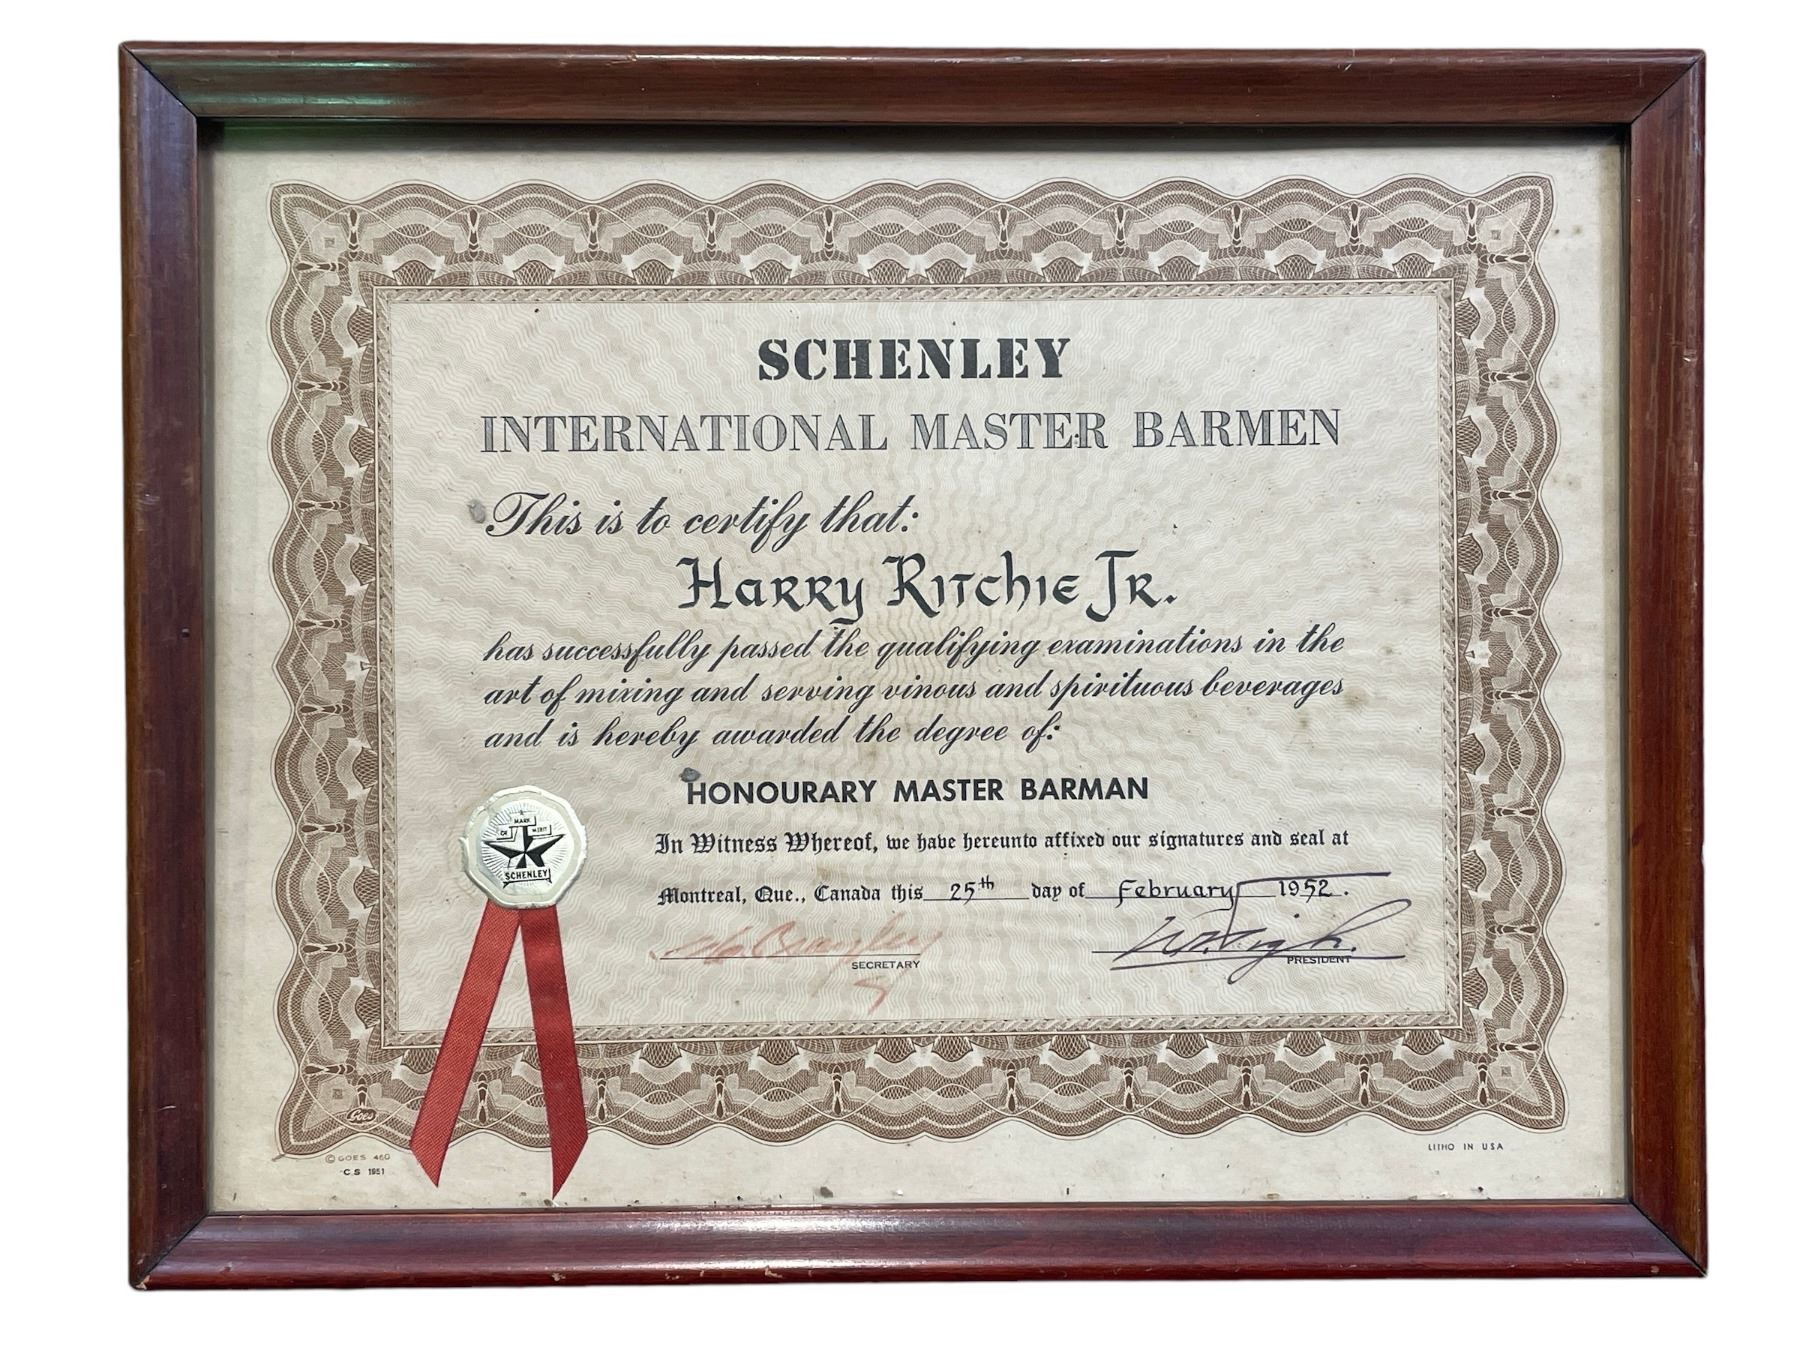 SCHENLEY
INTERNATIONAL MASTER BARMEN
This is to certify that:
Harry Ritchie Jr.
has successfully passed the qualifying examinations in the
art of mixing and serving vinous and spirituous beverages
and is hereby awarded the degree of:
HONOURARY MASTER BARMAN
In Witness Whereof, we have hereunto affixed our signatures and seal at
Montreal, Que., Canada this 25th day of February 1952.
SECRETARY
PRESIDENT
A
MARK
OF MERIT
SCHENLEY
Goes
© GOES 460
C.S 1951
LITHO IN USA